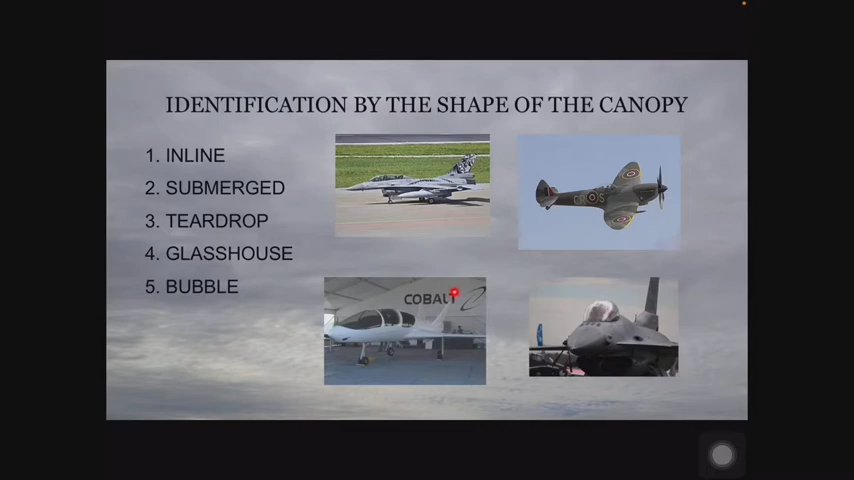 IDENTIFICATION BY THE SHAPE OF THE CANOPY
1. INLINE
2. SUBMERGED
3. TEARDROP
4. GLASSHOUSE
5. BUBBLE
COBALT